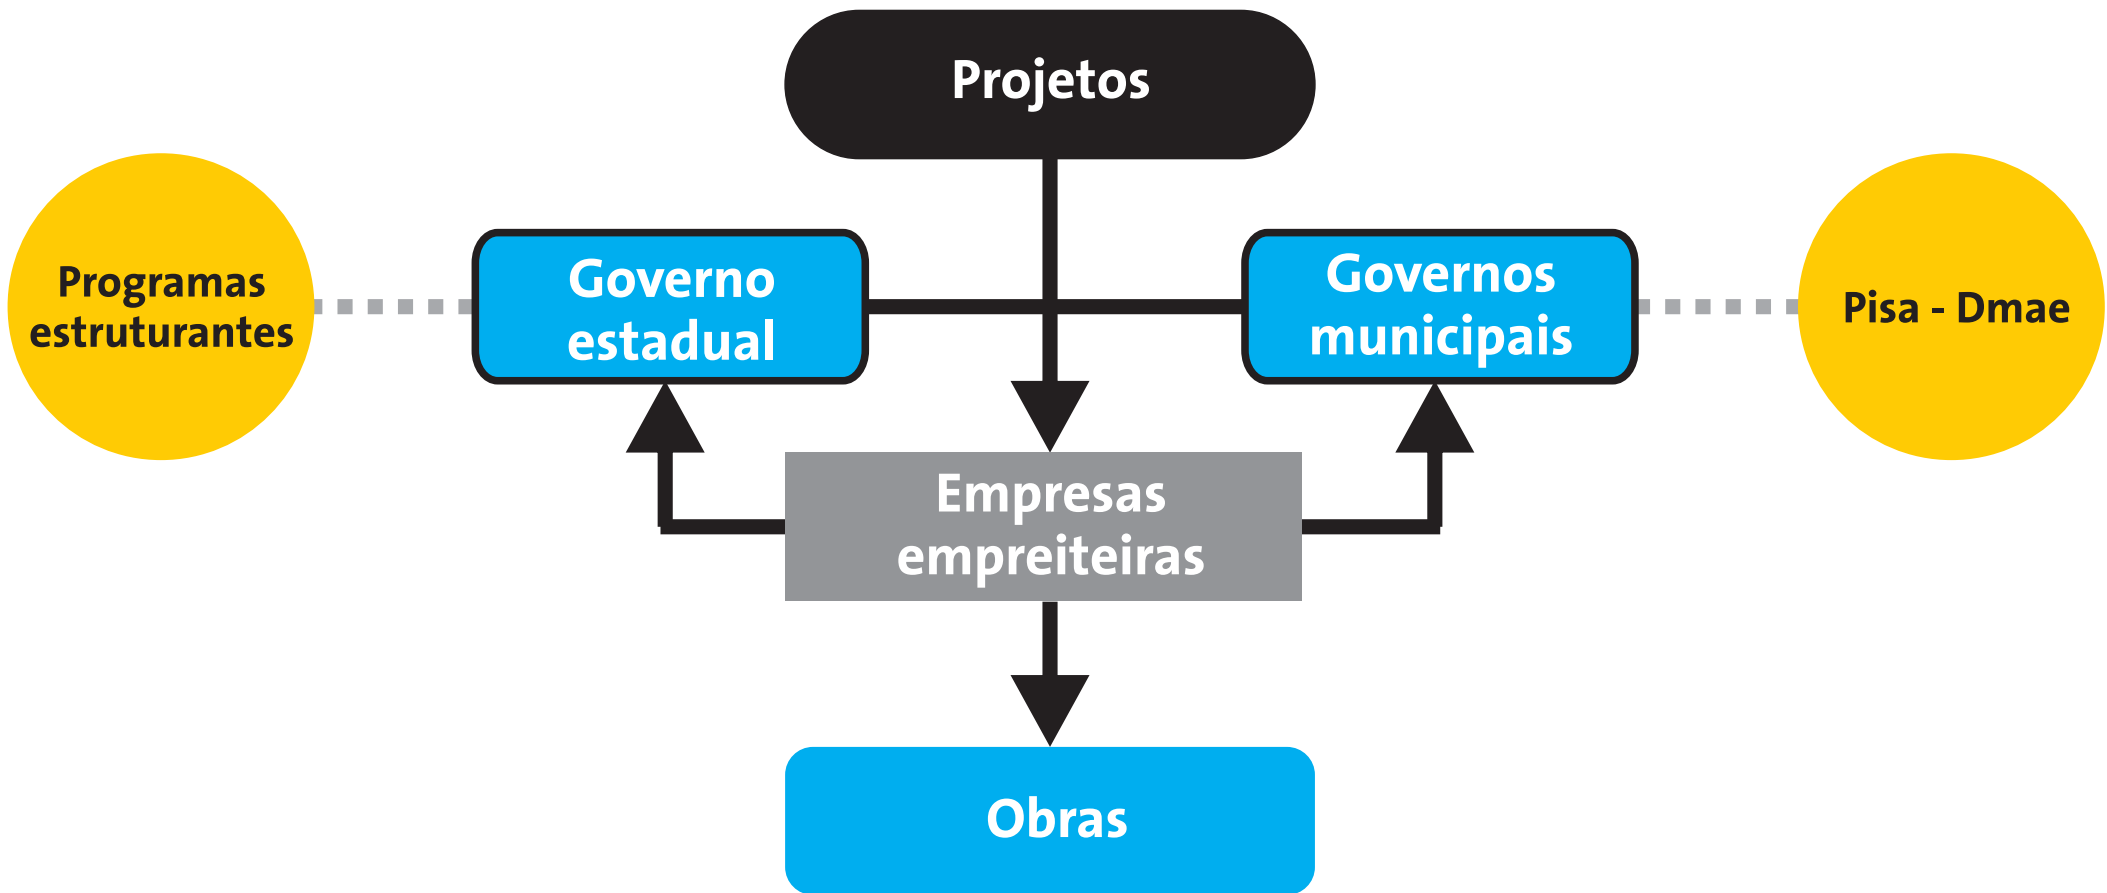 Projetos
Programas
estruturantes
Governo
estadual
Governos
municipais
Pisa - Dmae
Empresas
empreiteiras
Obras